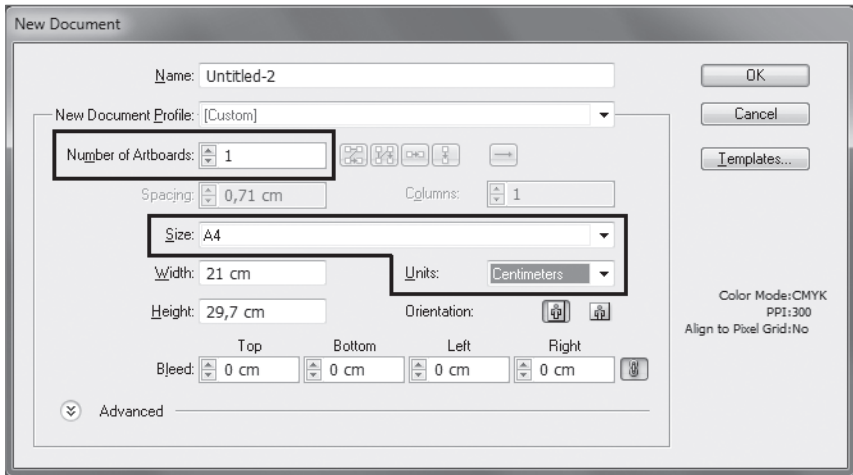 New Document
Name: Untitled-2
OK
New Document Profile: [Custom]
Cancel
Number of Artboards: 1
Templates...
Spacing: 0,71 cm Columns: 1
Size: A4
Width: 21 cm Units: Centimeters
Height: 29,7 cm Orientation:
Color Mode:CMYK
PPI:300
Align to Pixel Grid:No
Top Bottom Left Right
Bleed: 0 cm 0 cm 0 cm 0 cm
Advanced